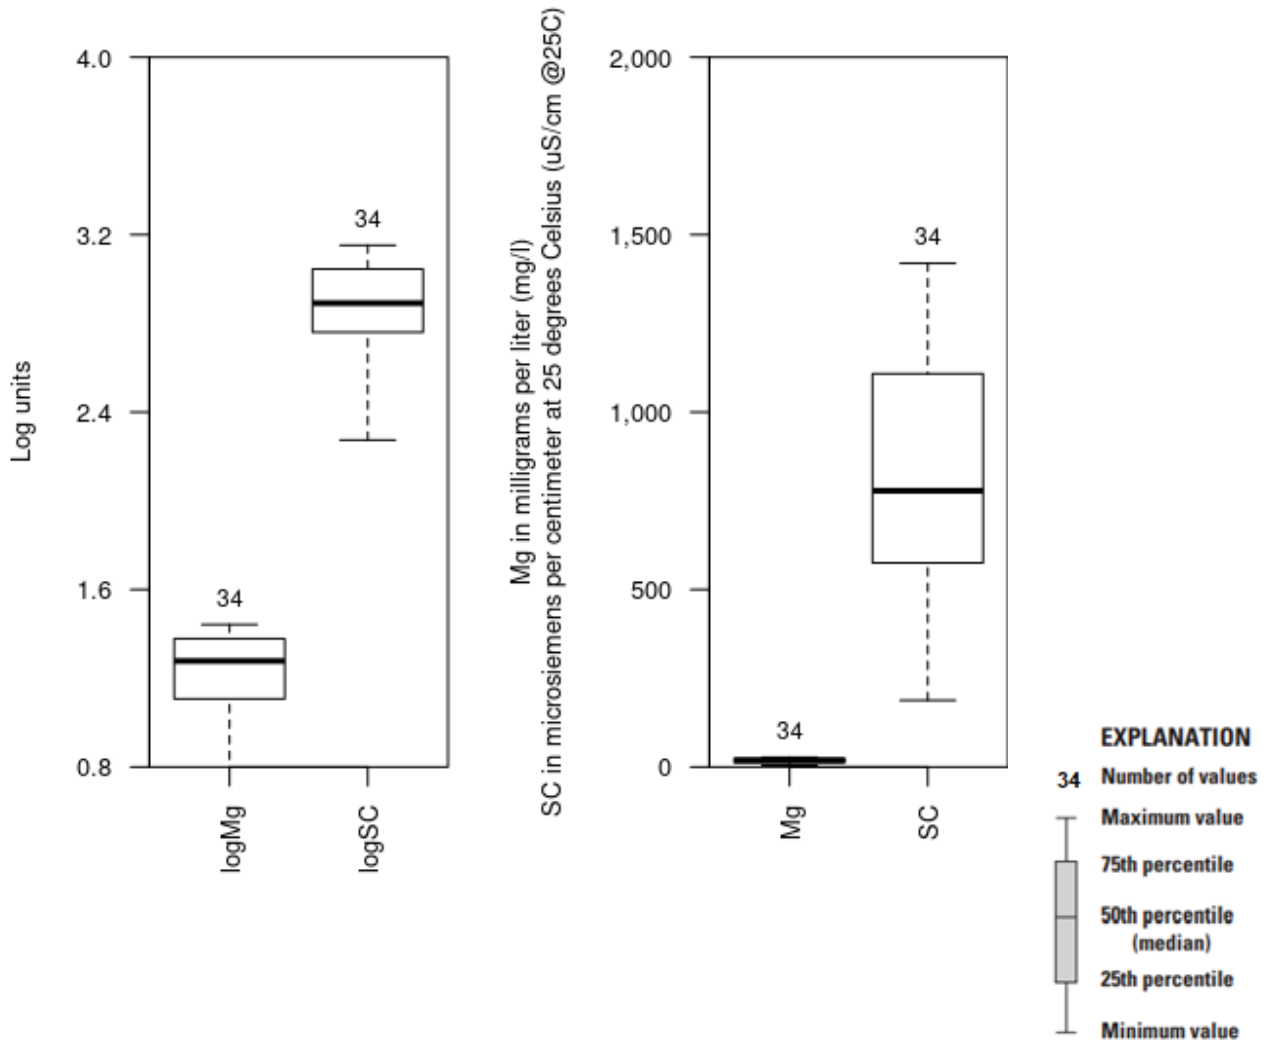 Log units
4.0
3.2
2.4
1.6
0.8
34
34
logMg
logSC
Mg in milligrams per liter (mg/l)
SC in microsiemens per centimeter at 25 degrees Celsius (uS/cm @25C)
2,000
1,500
1,000
500
0
34
34
Mg
SC
EXPLANATION
34 Number of values
Maximum value
75th percentile
50th percentile
(median)
25th percentile
Minimum value